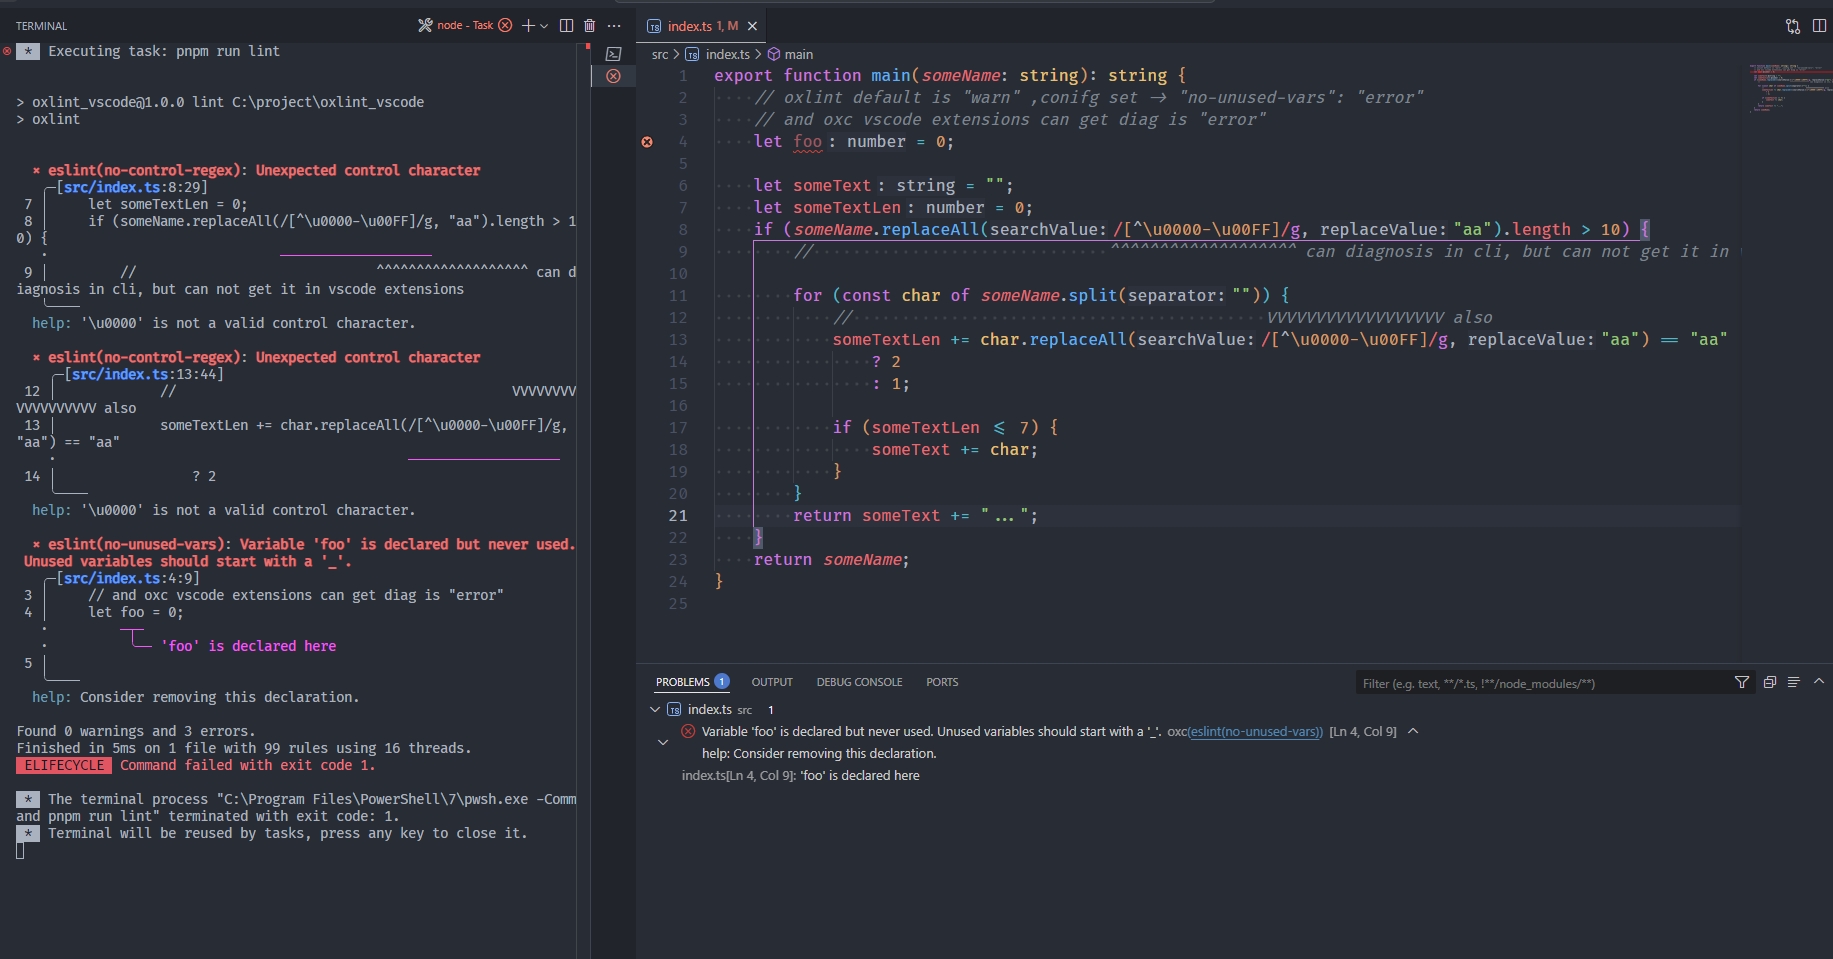 TERMINAL
node - Task
* Executing task: pnpm run lint
> oxlint_vscode@1.0.0 lint C:\project\oxlint_vscode
> oxlint
× eslint(no-control-regex): Unexpected control character
[src/index.ts:8:29]
7 let someTextLen = 0;
8 if (someName.replaceAll(/[^\u0000-\u00FF]/g, "aa").length > 1
0) {
9 // ^^^^^^^^^^^^^^^^^^^ can d
iagnosis in cli, but can not get it in vscode extensions
help: '\u0000' is not a valid control character.
× eslint(no-control-regex): Unexpected control character
[src/index.ts:13:44]
12 // VVVVVVVV
VVVVVVVVVV also
13 someTextLen += char.replaceAll(/[^\u0000-\u00FF]/g,
"aa") == "aa"
14 ? 2
help: '\u0000' is not a valid control character.
× eslint(no-unused-vars): Variable 'foo' is declared but never used.
Unused variables should start with a '_'.
[src/index.ts:4:9]
3 // and oxc vscode extensions can get diag is "error"
4 let foo = 0;
'foo' is declared here
5
help: Consider removing this declaration.
Found 0 warnings and 3 errors.
Finished in 5ms on 1 file with 99 rules using 16 threads.
ELIFECYCLE Command failed with exit code 1.
* The terminal process "C:\Program Files\PowerShell\7\pwsh.exe -Comm
and pnpm run lint" terminated with exit code: 1.
* Terminal will be reused by tasks, press any key to close it.
TS index.ts 1, M
src > TS index.ts > main
1 export function main(someName: string): string {
2 // oxlint default is "warn" ,conifg set -> "no-unused-vars": "error"
3 // and oxc vscode extensions can get diag is "error"
4 let foo: number = 0;
5
6 let someText: string = "";
7 let someTextLen: number = 0;
8 if (someName.replaceAll(searchValue: /[^\u0000-\u00FF]/g, replaceValue: "aa").length > 10) {
9 // ^^^^^^^^^^^^^^^^^^^ can diagnosis in cli, but can not get it in
10
11 for (const char of someName.split(separator: "")) {
12 // VVVVVVVVVVVVVVVVVV also
13 someTextLen += char.replaceAll(searchValue: /[^\u0000-\u00FF]/g, replaceValue: "aa") == "aa"
14 ? 2
15 : 1;
16
17 if (someTextLen <= 7) {
18 someText += char;
19 }
20 }
21 return someText += "...";
22 }
23 return someName;
24 }
25
PROBLEMS 1 OUTPUT DEBUG CONSOLE PORTS
Filter (e.g. text, **/*.ts, !**/node_modules/**)
TS index.ts src 1
Variable 'foo' is declared but never used. Unused variables should start with a '_'. oxc(eslint(no-unused-vars)) [Ln 4, Col 9]
help: Consider removing this declaration.
index.ts[Ln 4, Col 9]: 'foo' is declared here